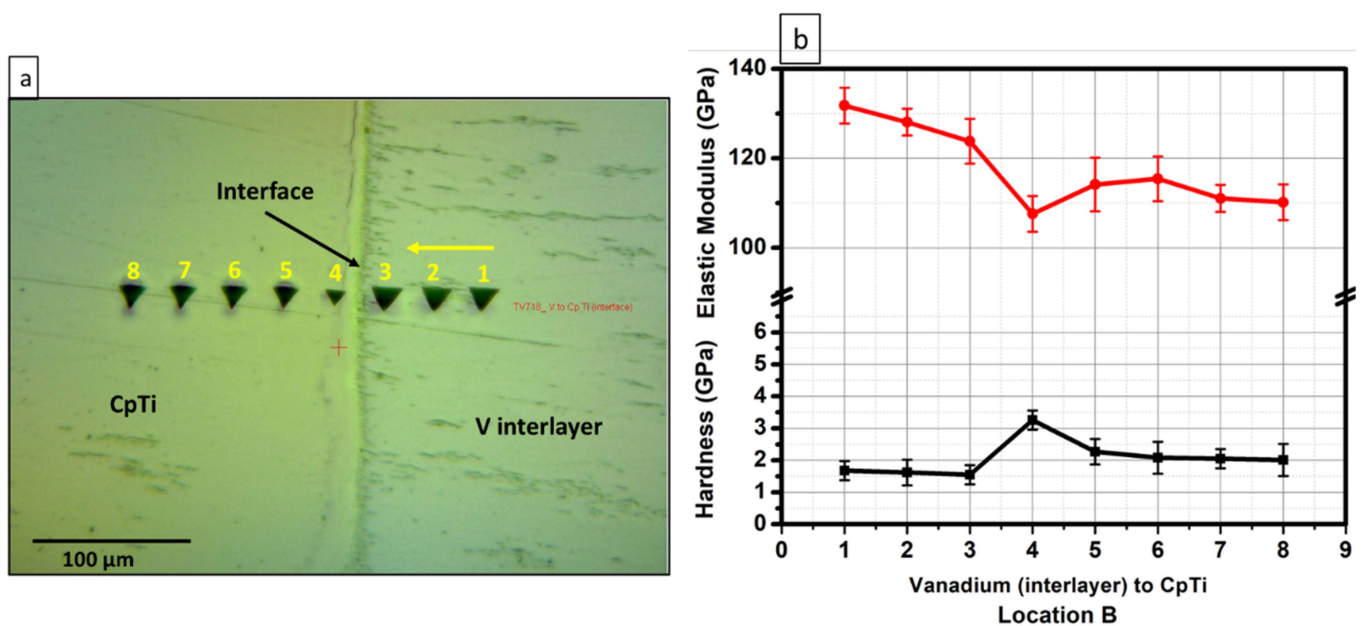 a
Interface
8 7 6 5 4 3 2 1
TV746_ V to Cp Ti (interface)
CpTi
V interlayer
100 μm
b
Elastic Modulus (GPa)
140
120
100
Hardness (GPa)
6
5
4
3
2
1
0
0 1 2 3 4 5 6 7 8 9
Vanadium (interlayer) to CpTi
Location B